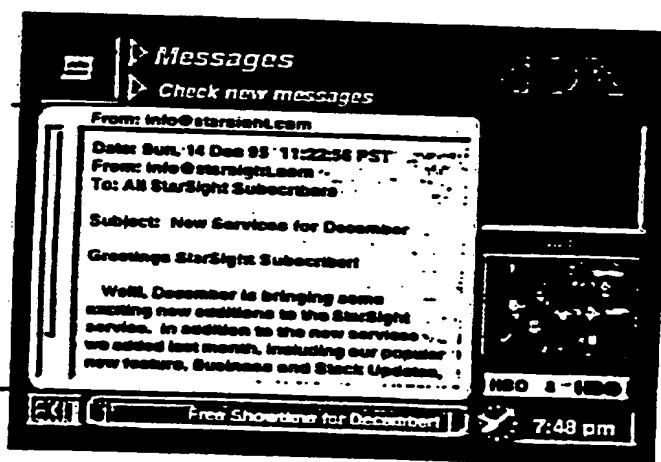 Messages
Check new messages
From: info@starsight.com
Date: Sun, 14 Dec 95 11:22:56 PST
From: info@starsight.com
To: All StarSight Subscribers
Subject: New Services for December
Greetings StarSight Subscriber!
Well, December is bringing some
exciting new additions to the StarSight
service. In addition to the new services
we added last month, including our popular
new feature, Business and Stock Updates,
HBO 8 HBO
EXIT Free Showtime for December! 7:48 pm